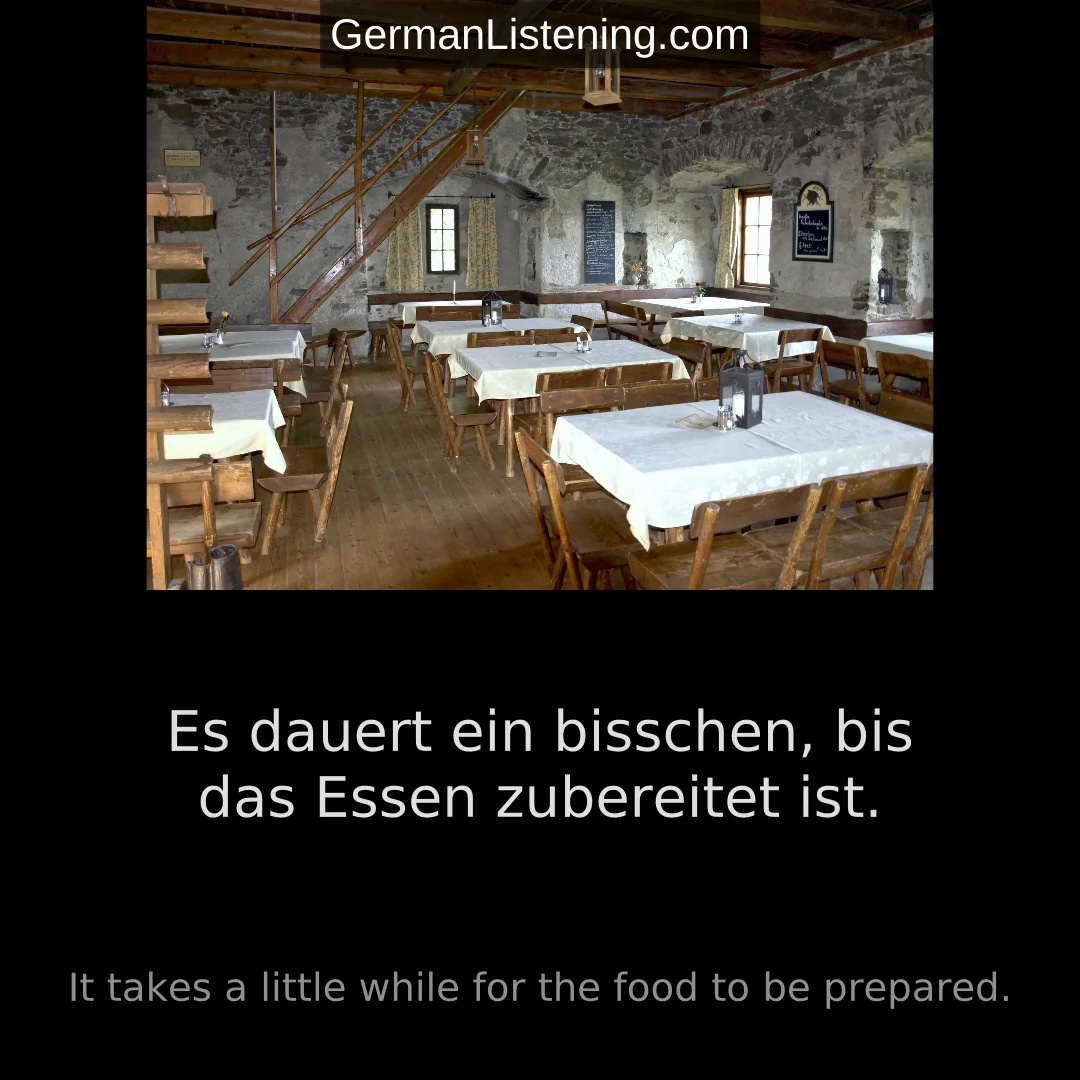 GermanListening.com
Es dauert ein bisschen, bis
das Essen zubereitet ist.
It takes a little while for the food to be prepared.